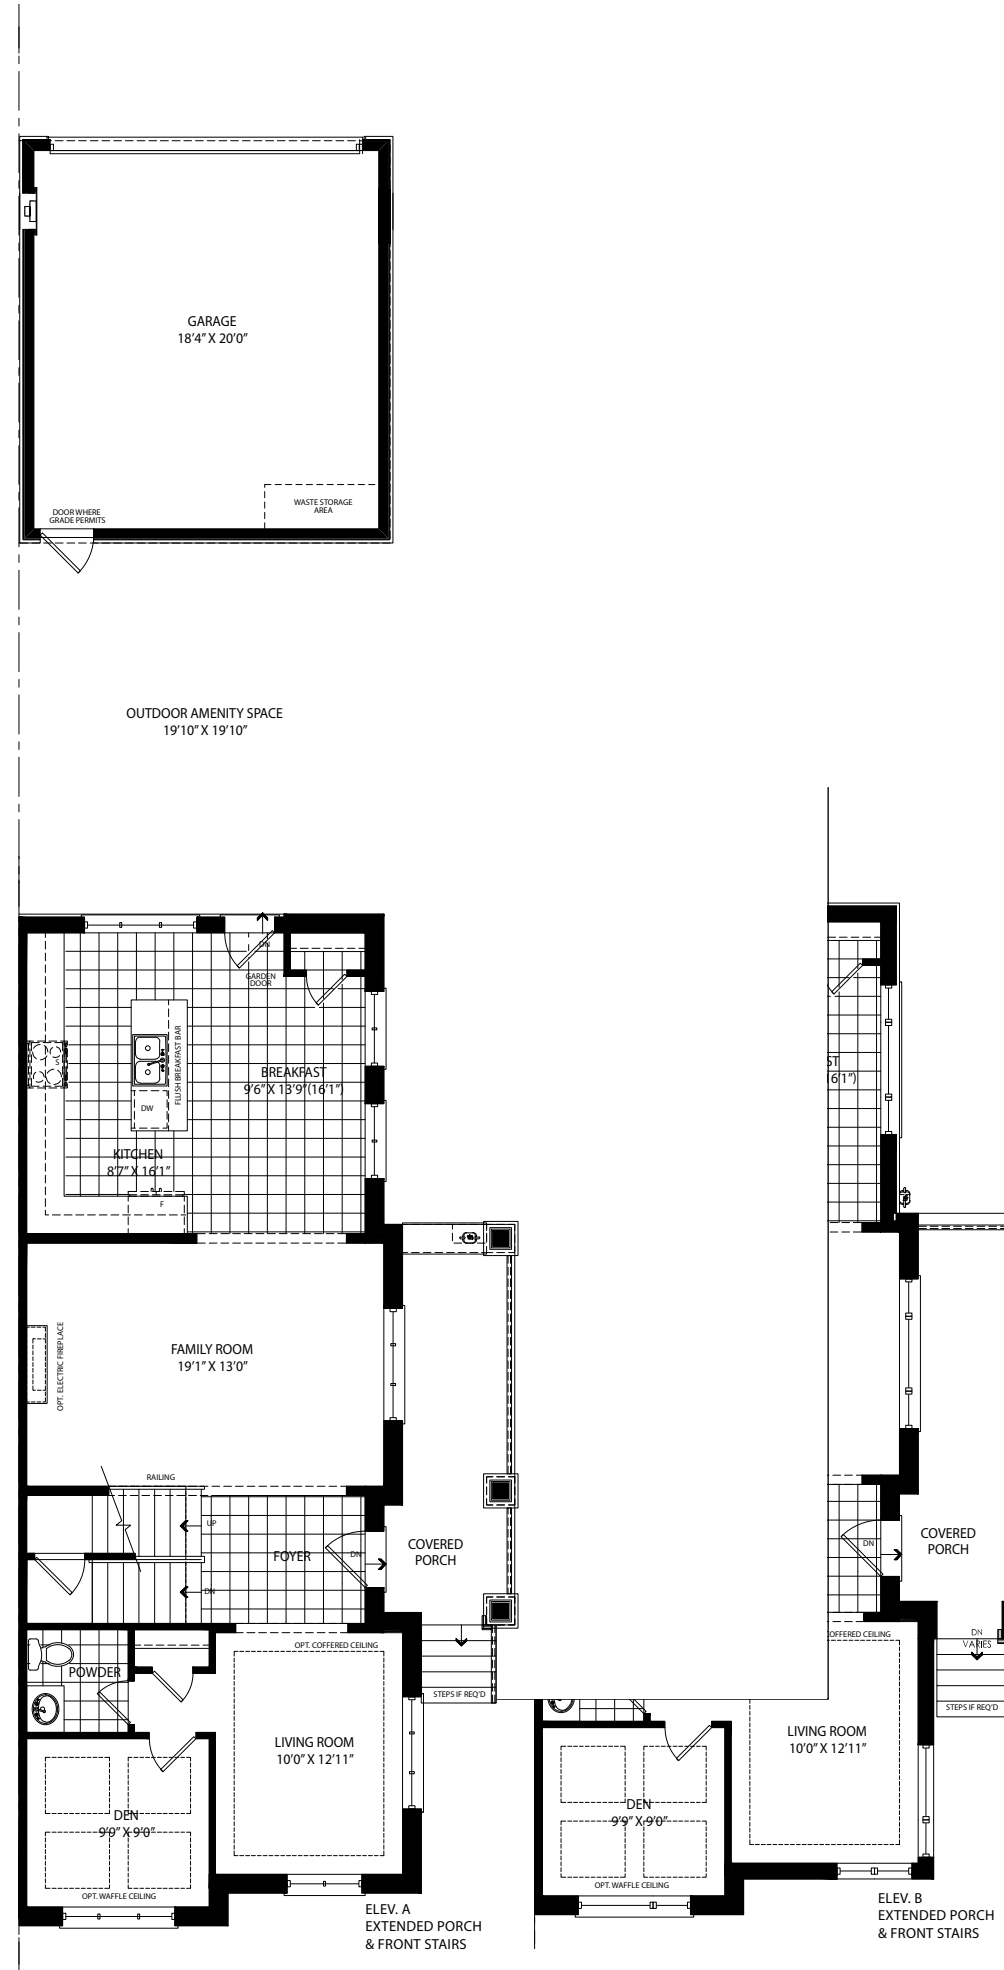 GARAGE
18'4" X 20'0"
DOOR WHERE
GRADE PERMITS
WASTE STORAGE
AREA
OUTDOOR AMENITY SPACE
19'10" X 19'10"
DN
GARDEN
DOOR
FLUSH BREAKFAST BAR
BREAKFAST
9'6" X 13'9"(16'1")
DW
KITCHEN
8'7" X 16'1"
F
OPT. ELECTRIC FIREPLACE
FAMILY ROOM
19'1" X 13'0"
RAILING
UP
FOYER
DN
DN
COVERED
PORCH
OPT. COFFERED CEILING
POWDER
STEPS IF REQ'D
LIVING ROOM
10'0" X 12'11"
DEN
9'9" X 9'0"
OPT. WAFFLE CEILING
ELEV. A
EXTENDED PORCH
& FRONT STAIRS
ST
16'1")
DN
COVERED
PORCH
OFFERED CEILING
DN
VARIES
STEPS IF REQ'D
LIVING ROOM
10'0" X 12'11"
DEN
9'9" X 9'0"
OPT. WAFFLE CEILING
ELEV. B
EXTENDED PORCH
& FRONT STAIRS